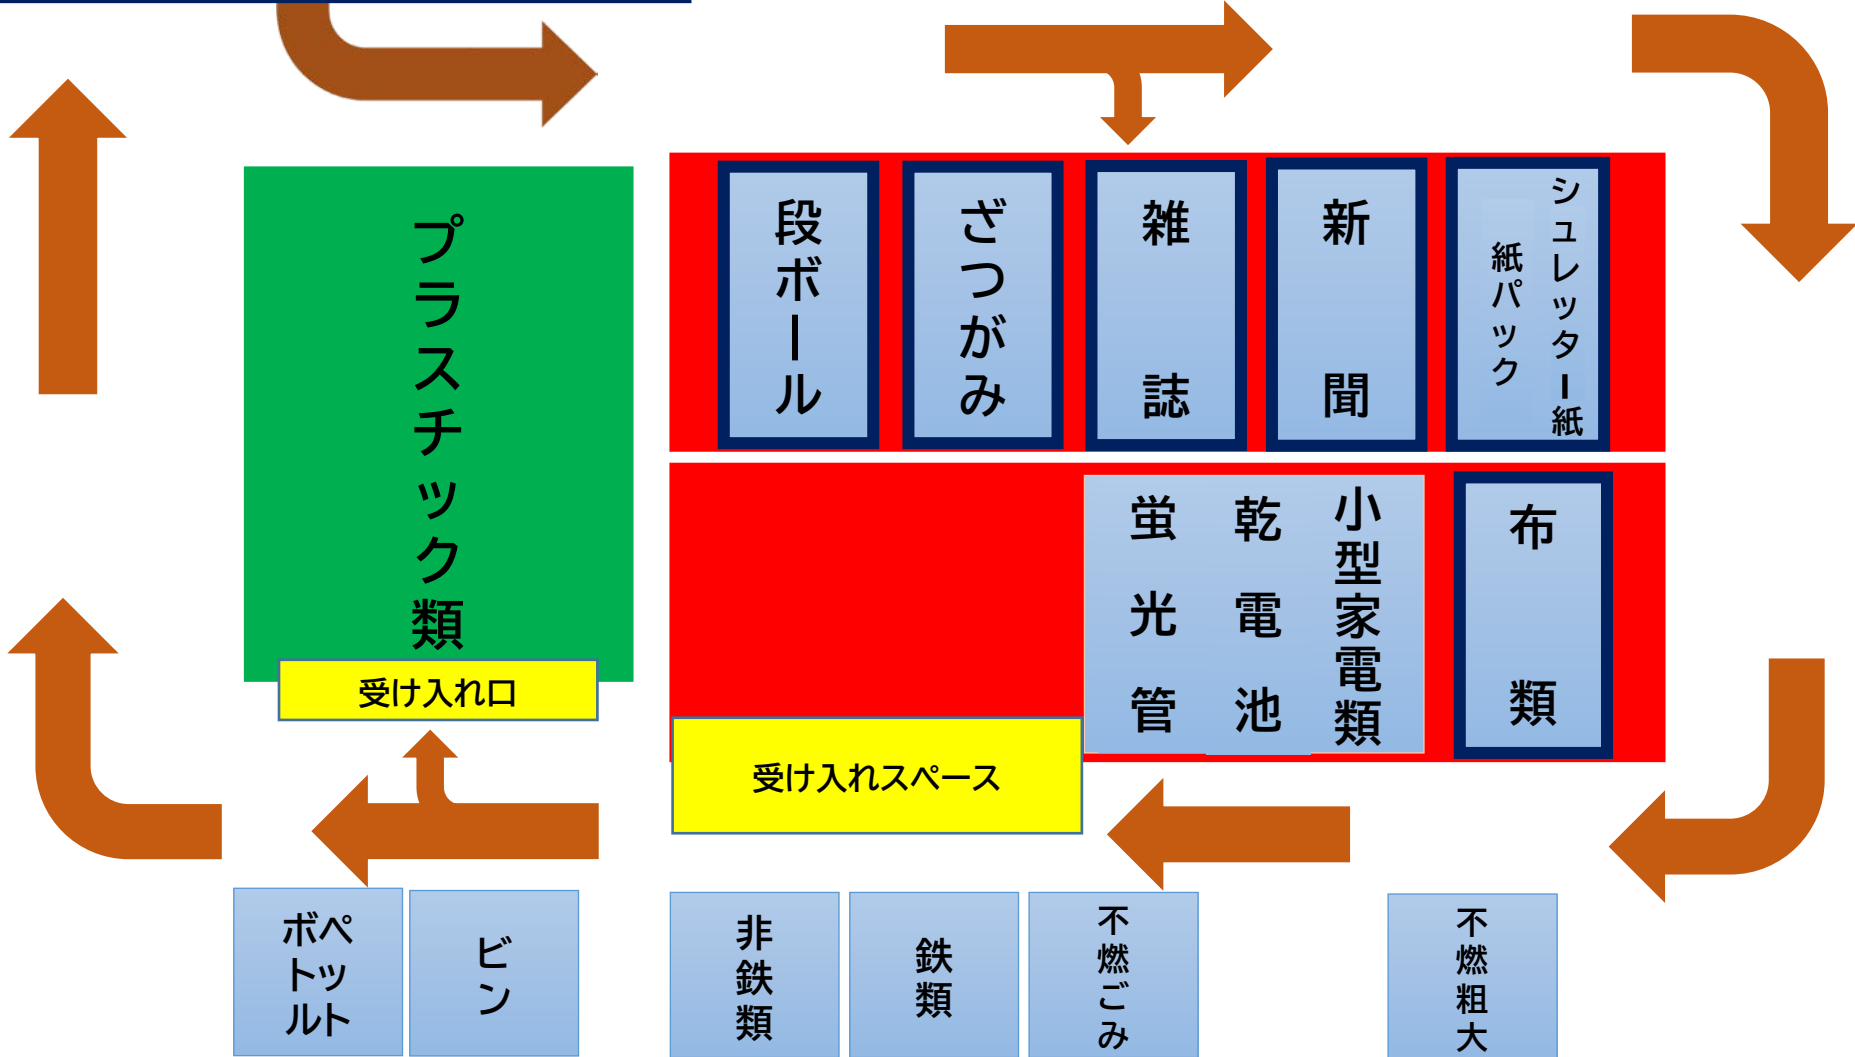 プラスチック類
受け入れ口
段ボール
ざつがみ
雑誌
新聞
シュレッター紙
紙パック
蛍光管
乾電池
小型家電類
布類
受け入れスペース
ペットボトル
ビン
非鉄類
鉄類
不燃ごみ
不燃粗大